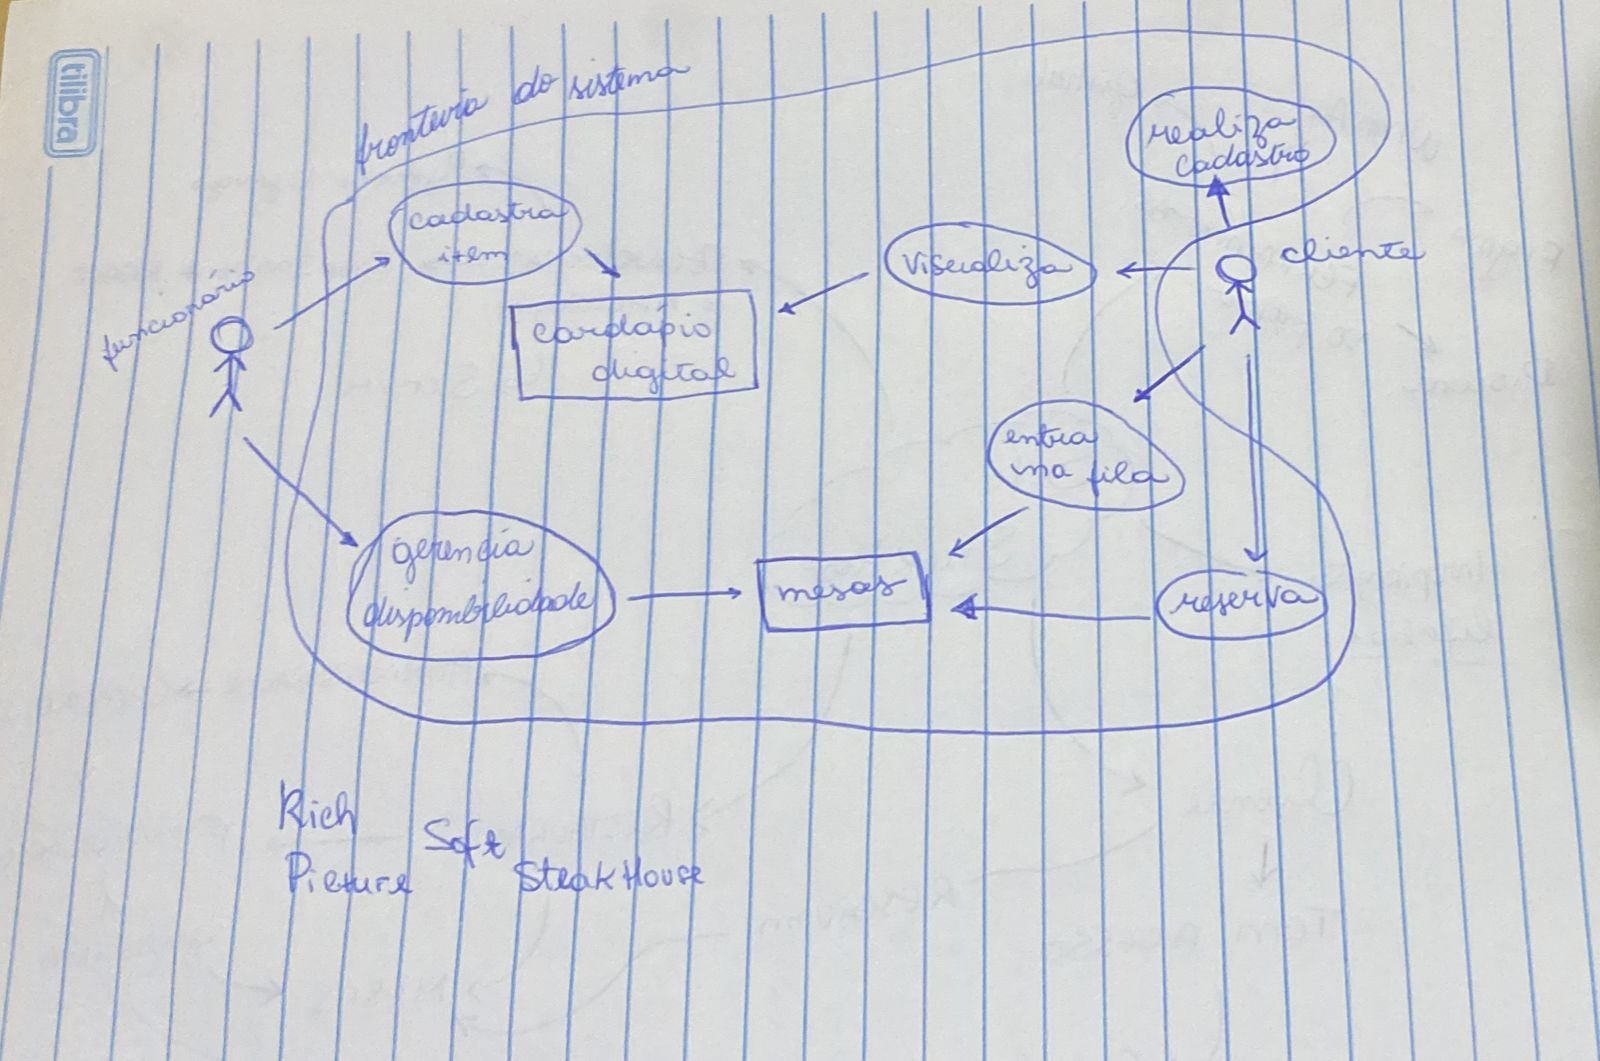 tilibra
fronteira do sistema
realiza
cadastro
cadastra
item
visualiza
cliente
funcionário
cardápio
digital
entra
na fila
gerencia
disponibilidade
mesas
reserva
Rich
Picture
Soft
SteakHouse